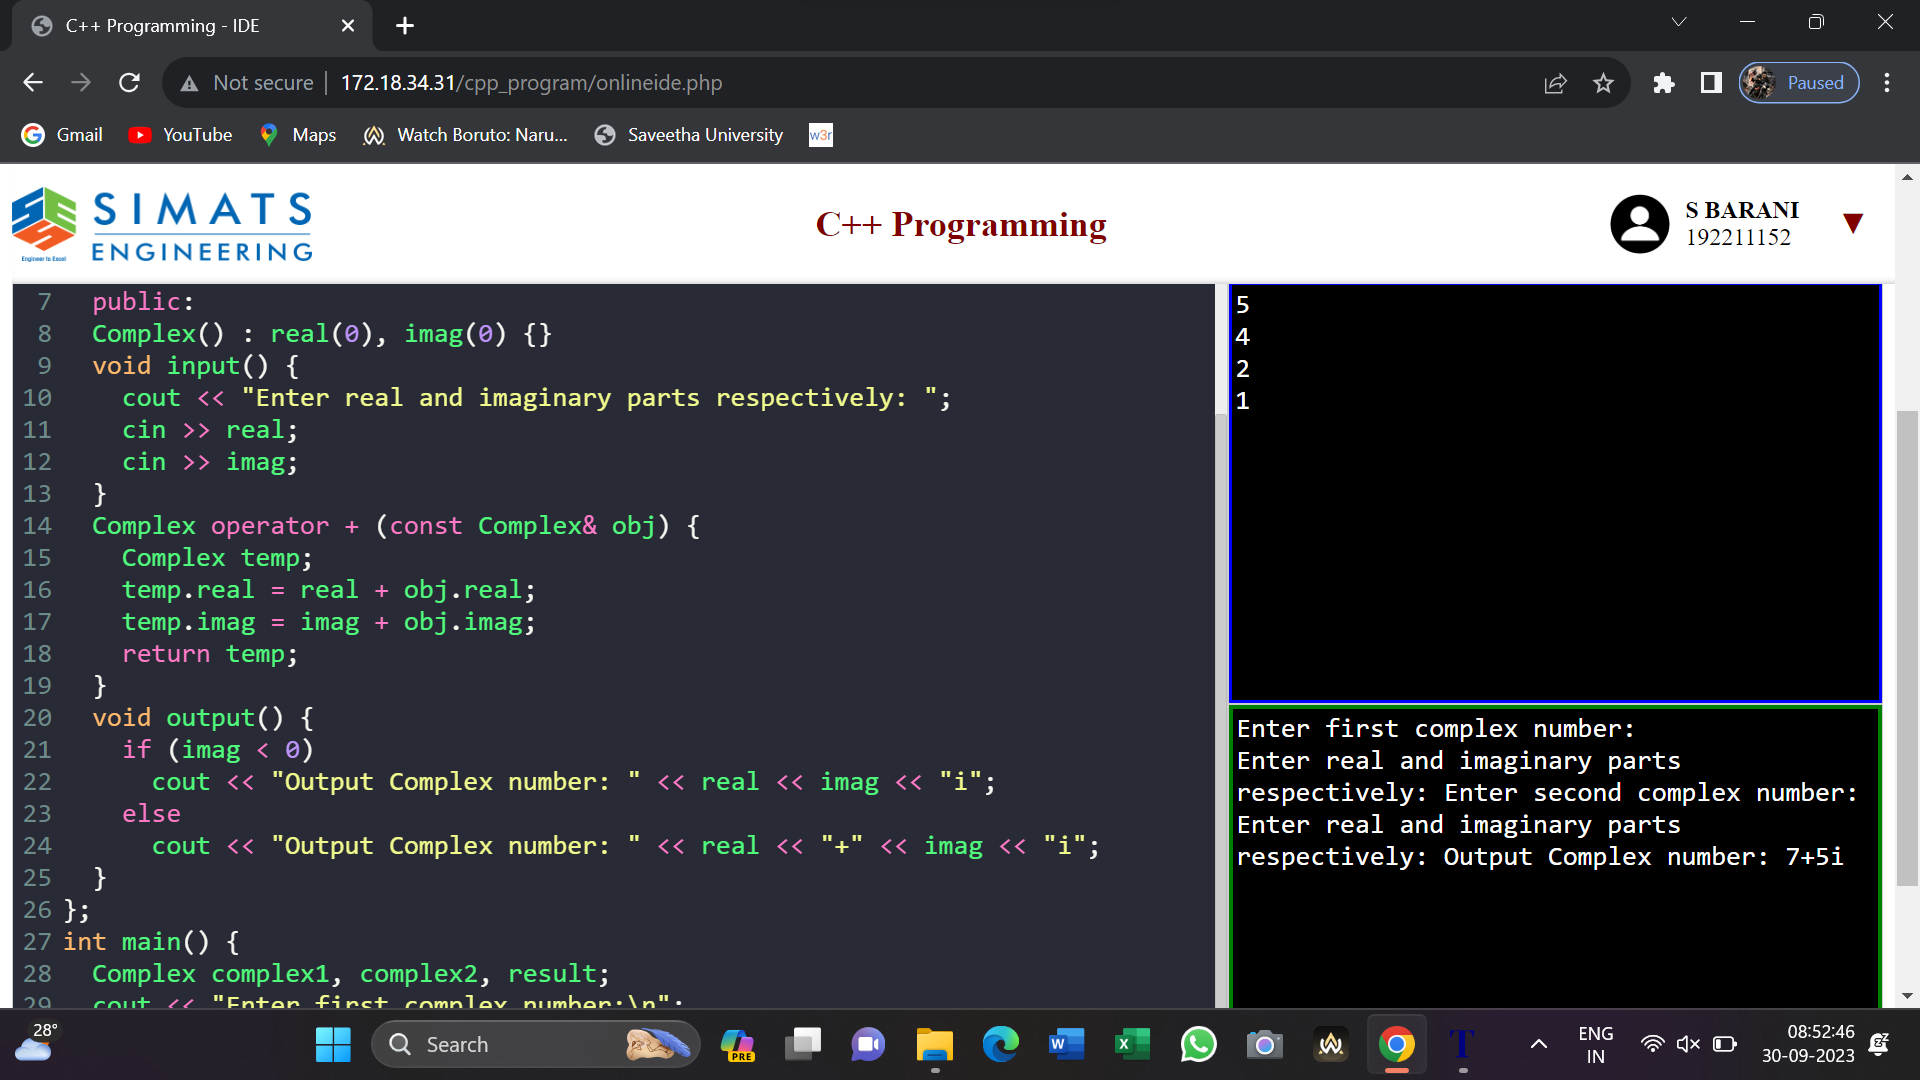 C++ Programming - IDE
Not secure | 172.18.34.31/cpp_program/onlineide.php
Paused
Gmail
YouTube
Maps
Watch Boruto: Naru...
Saveetha University
w3r
SIMATS
ENGINEERING
Engineer to Excel
C++ Programming
S BARANI
192211152
7 public:
8 Complex() : real(0), imag(0) {}
9 void input() {
10 cout << "Enter real and imaginary parts respectively: ";
11 cin >> real;
12 cin >> imag;
13 }
14 Complex operator + (const Complex& obj) {
15 Complex temp;
16 temp.real = real + obj.real;
17 temp.imag = imag + obj.imag;
18 return temp;
19 }
20 void output() {
21 if (imag < 0)
22 cout << "Output Complex number: " << real << imag << "i";
23 else
24 cout << "Output Complex number: " << real << "+" << imag << "i";
25 }
26 };
27 int main() {
28 Complex complex1, complex2, result;
29 cout << "Enter first complex number:\n";
5
4
2
1
Enter first complex number:
Enter real and imaginary parts
respectively: Enter second complex number:
Enter real and imaginary parts
respectively: Output Complex number: 7+5i
28°
Search
PRE
ENG
IN
08:52:46
30-09-2023